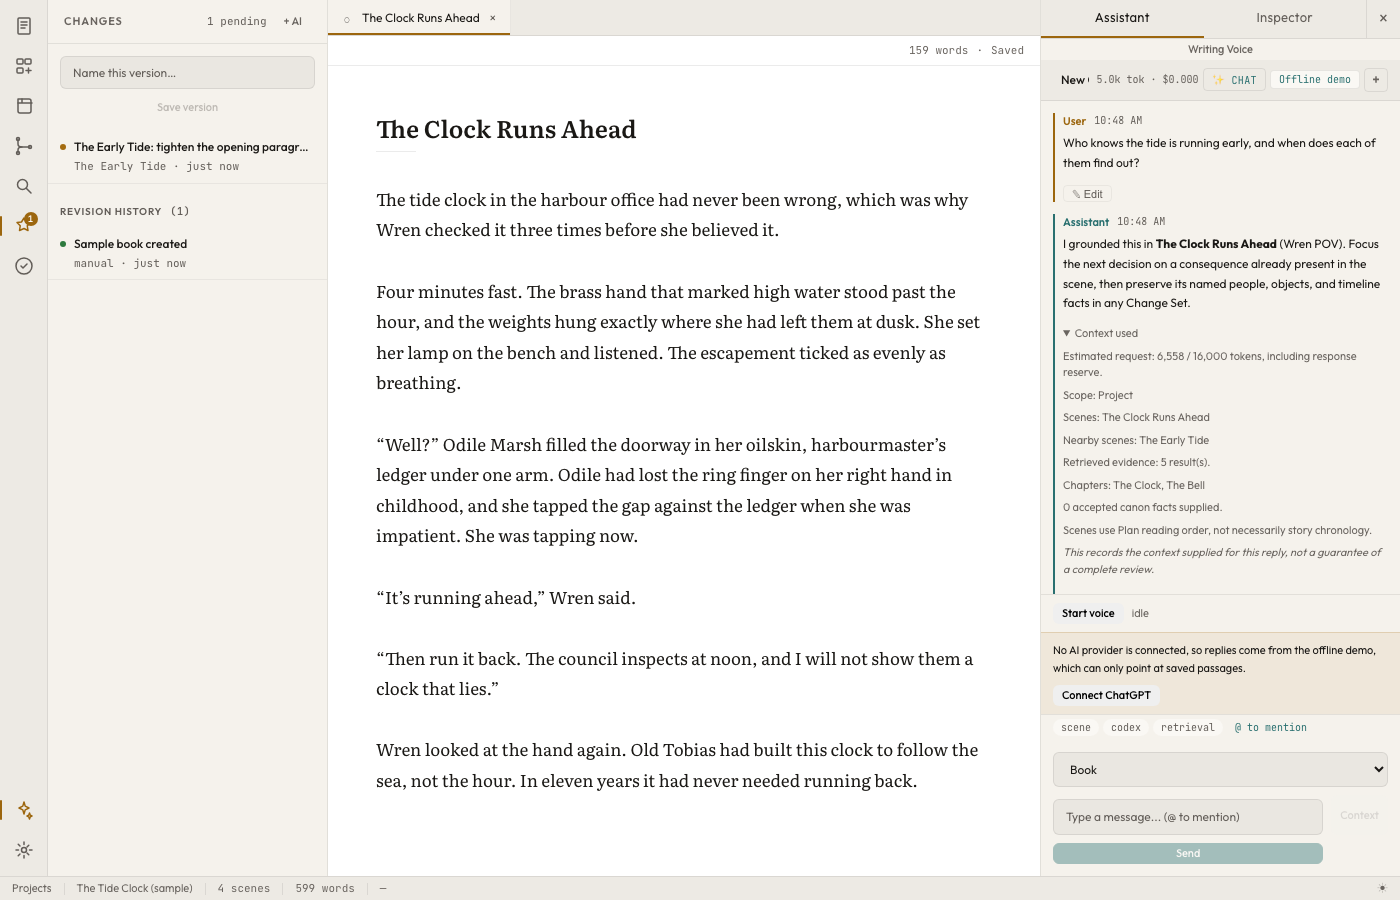 CHANGES
1 pending
+ AI
Name this version...
Save version
The Early Tide: tighten the opening paragr...
The Early Tide · just now
REVISION HISTORY (1)
Sample book created
manual · just now
1
The Clock Runs Ahead ×
159 words · Saved
The Clock Runs Ahead
The tide clock in the harbour office had never been wrong, which was why
Wren checked it three times before she believed it.
Four minutes fast. The brass hand that marked high water stood past the
hour, and the weights hung exactly where she had left them at dusk. She set
her lamp on the bench and listened. The escapement ticked as evenly as
breathing.
“Well?” Odile Marsh filled the doorway in her oilskin, harbourmaster’s
ledger under one arm. Odile had lost the ring finger on her right hand in
childhood, and she tapped the gap against the ledger when she was
impatient. She was tapping now.
“It’s running ahead,” Wren said.
“Then run it back. The council inspects at noon, and I will not show them a
clock that lies.”
Wren looked at the hand again. Old Tobias had built this clock to follow the
sea, not the hour. In eleven years it had never needed running back.
Assistant
Inspector
×
Writing Voice
New
5.0k tok · $0.000
✨ CHAT
Offline demo
+
User 10:48 AM
Who knows the tide is running early, and when does each of
them find out?
✎ Edit
Assistant 10:48 AM
I grounded this in The Clock Runs Ahead (Wren POV). Focus
the next decision on a consequence already present in the
scene, then preserve its named people, objects, and timeline
facts in any Change Set.
▼ Context used
Estimated request: 6,558 / 16,000 tokens, including response
reserve.
Scope: Project
Scenes: The Clock Runs Ahead
Nearby scenes: The Early Tide
Retrieved evidence: 5 result(s).
Chapters: The Clock, The Bell
0 accepted canon facts supplied.
Scenes use Plan reading order, not necessarily story chronology.
This records the context supplied for this reply, not a guarantee of
a complete review.
Start voice
idle
No AI provider is connected, so replies come from the offline demo,
which can only point at saved passages.
Connect ChatGPT
scene
codex
retrieval
@ to mention
Book
Type a message... (@ to mention)
Context
Send
Projects
The Tide Clock (sample)
4 scenes
599 words
—